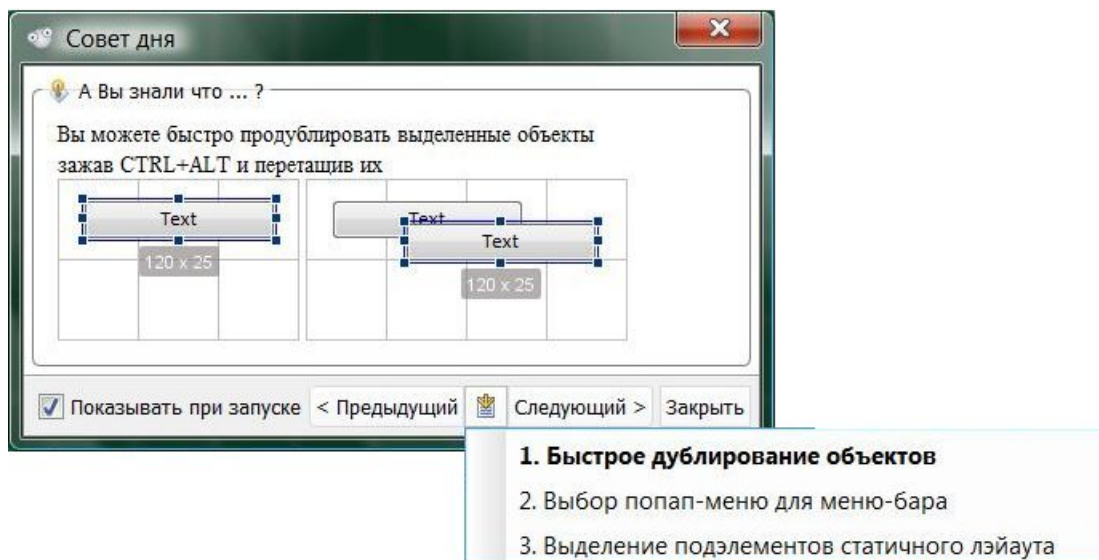 Совет дня
А Вы знали что ... ?
Вы можете быстро продублировать выделенные объекты
зажав CTRL+ALT и перетащив их
Text
120 x 25
Text
Text
120 x 25
Показывать при запуске
< Предыдущий
Следующий >
Закрыть
1. Быстрое дублирование объектов
2. Выбор попап-меню для меню-бара
3. Выделение подэлементов статичного лэйаута